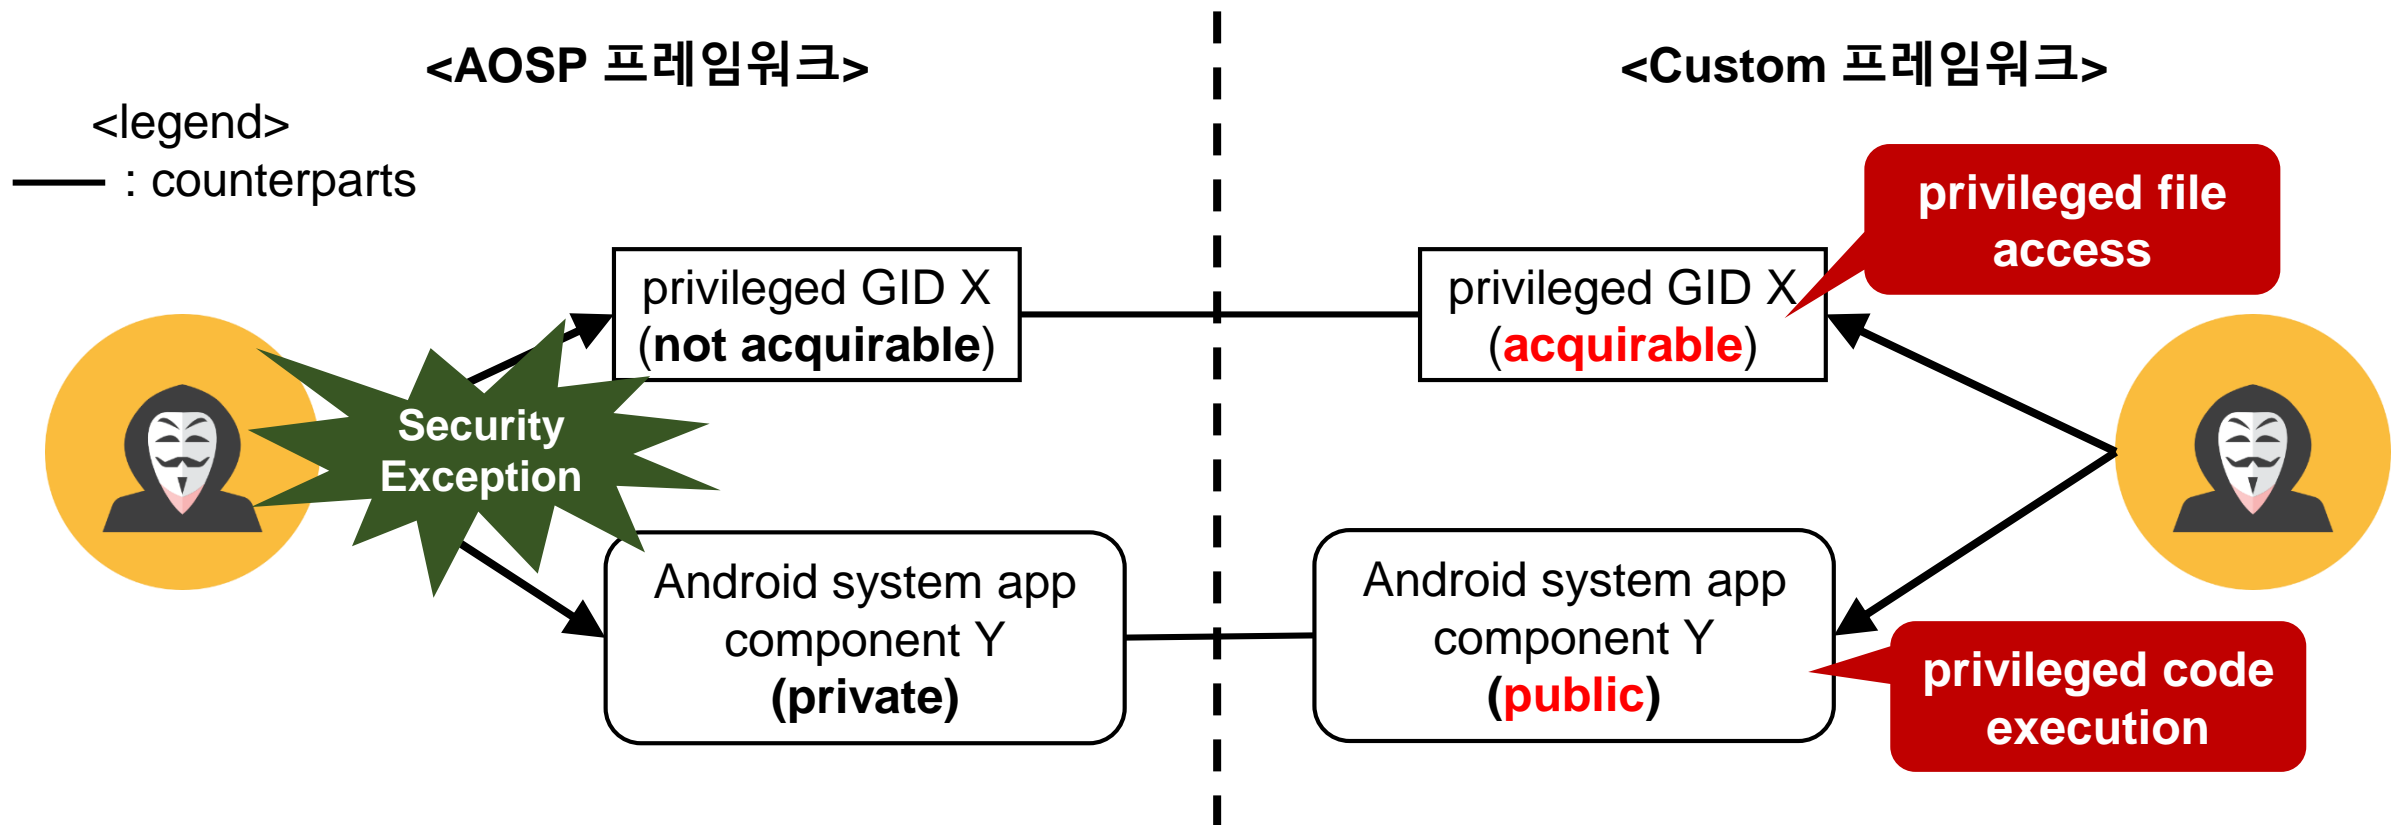 <AOSP 프레임워크>
<legend>
: counterparts
privileged GID X
(not acquirable)
Security
Exception
Android system app
component Y
(private)
<Custom 프레임워크>
privileged file
access
privileged GID X
(acquirable)
Android system app
component Y
(public)
privileged code
execution